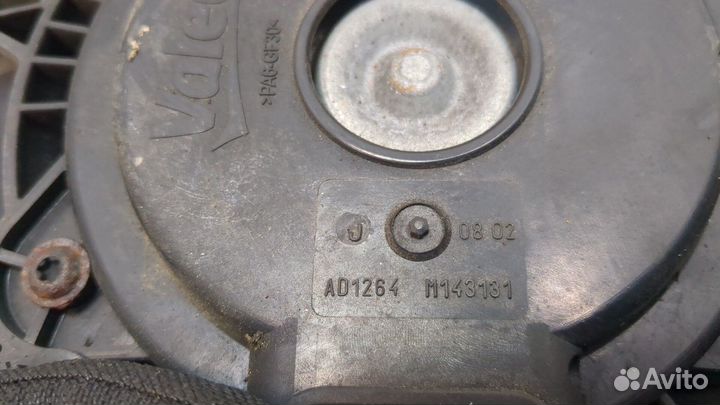 Valeo
>PA6-GF30<
J 08 02
AD1264 M143131
Avito